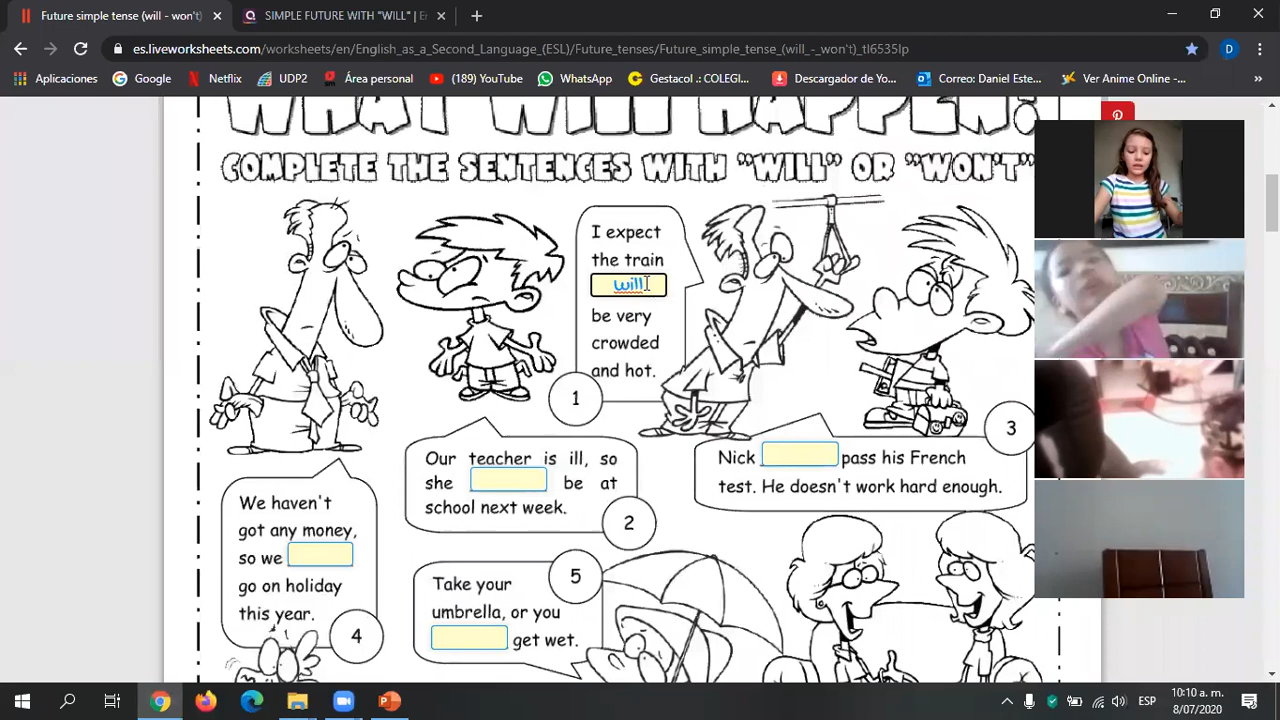 Future simple tense (will - won't)
SIMPLE FUTURE WITH "WILL" | E
es.liveworksheets.com/worksheets/en/English_as_a_Second_Language_(ESL)/Future_tenses/Future_simple_tense_(will_-_won't)_tl6535lp
D
Aplicaciones
Google
Netflix
UDP2
Área personal
(189) YouTube
WhatsApp
Gestacol .: COLEGI...
Descargador de Yo...
Correo: Daniel Este...
Ver Anime Online -...
»
WHAT WILL HAPPEN?
COMPLETE THE SENTENCES WITH "WILL" OR "WON'T"
I expect
the train
will
be very
crowded
and hot.
1
Our teacher is ill, so
she be at
school next week.
2
Nick pass his French
test. He doesn't work hard enough.
3
We haven't
got any money,
so we
go on holiday
this year.
4
Take your
umbrella, or you
get wet.
5
ESP
10:10 a. m.
8/07/2020